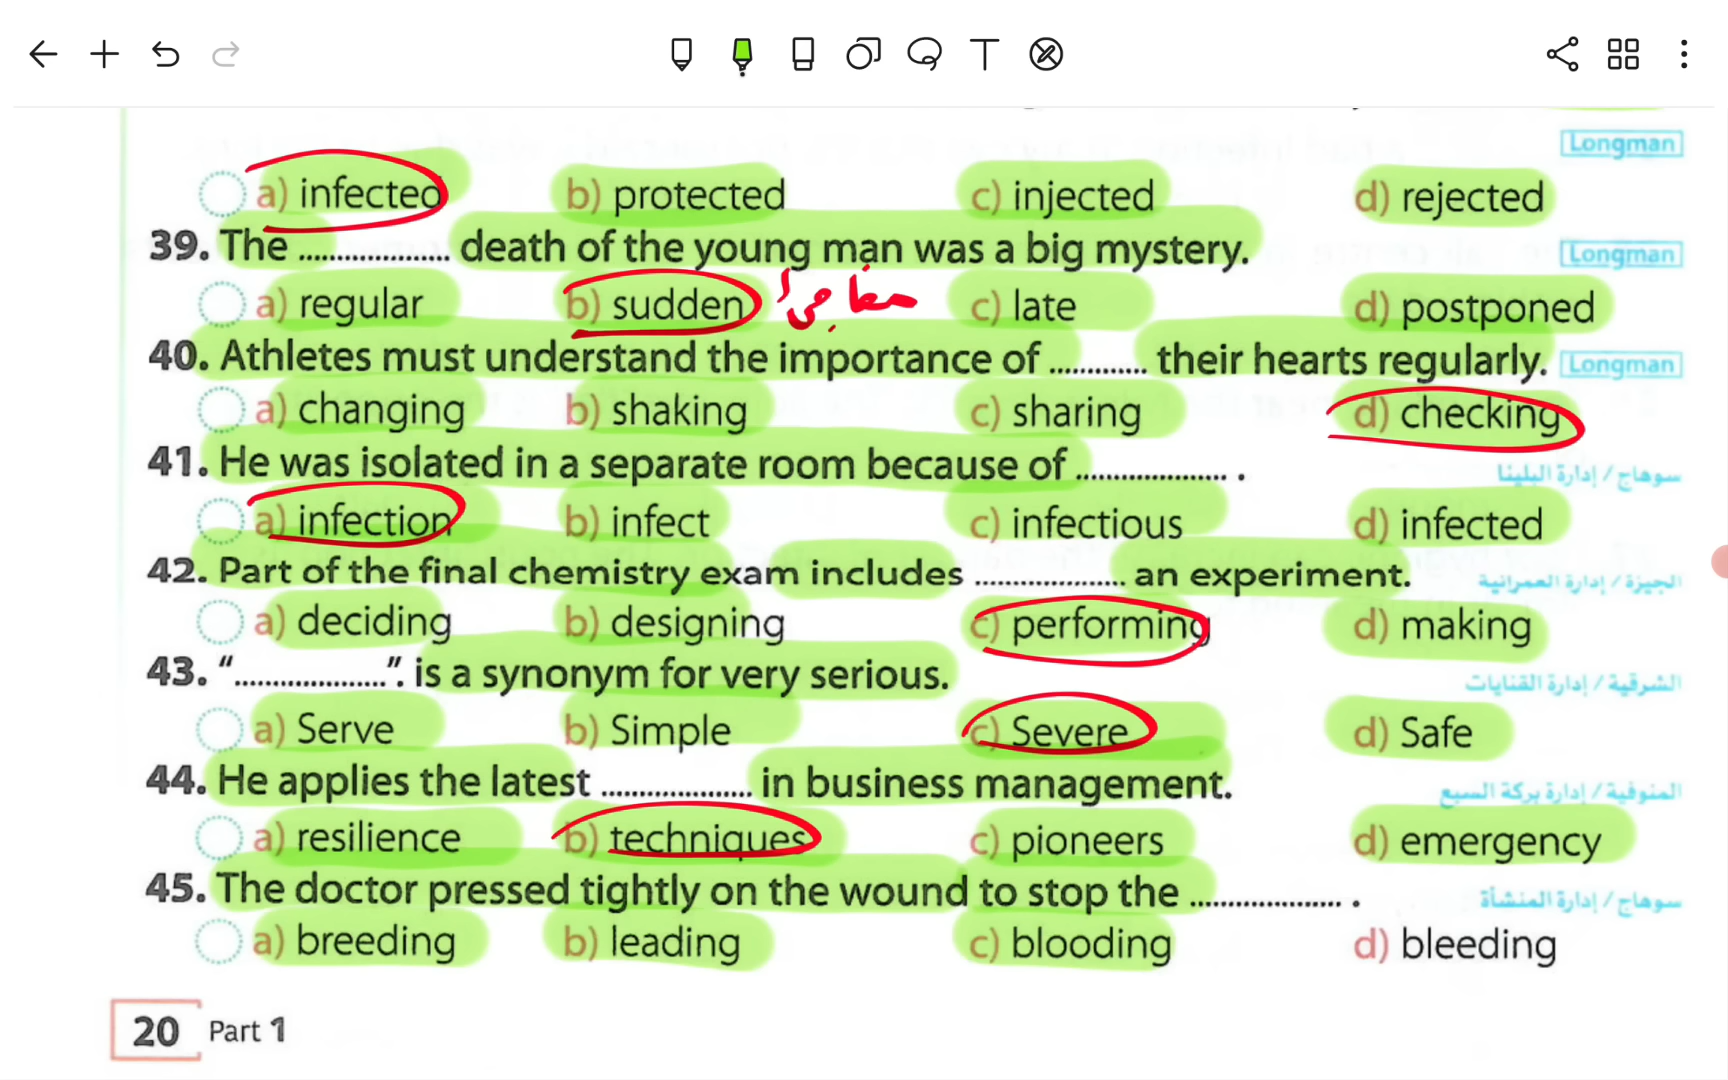 Longman
a) infected b) protected c) injected d) rejected
39. The .................... death of the young man was a big mystery. Longman
a) regular b) sudden مفاجئ c) late d) postponed
40. Athletes must understand the importance of ............. their hearts regularly. Longman
a) changing b) shaking c) sharing d) checking
41. He was isolated in a separate room because of .................... . سوهاج / إدارة البلينا
a) infection b) infect c) infectious d) infected
42. Part of the final chemistry exam includes .................... an experiment. الجيزة / إدارة العمرانية
a) deciding b) designing c) performing d) making
43. “....................”. is a synonym for very serious. الشرقية / إدارة القنايات
a) Serve b) Simple c) Severe d) Safe
44. He applies the latest .................... in business management. المنوفية / إدارة بركة السبع
a) resilience b) techniques c) pioneers d) emergency
45. The doctor pressed tightly on the wound to stop the .................... . سوهاج / إدارة المنشأة
a) breeding b) leading c) blooding d) bleeding
20 Part 1